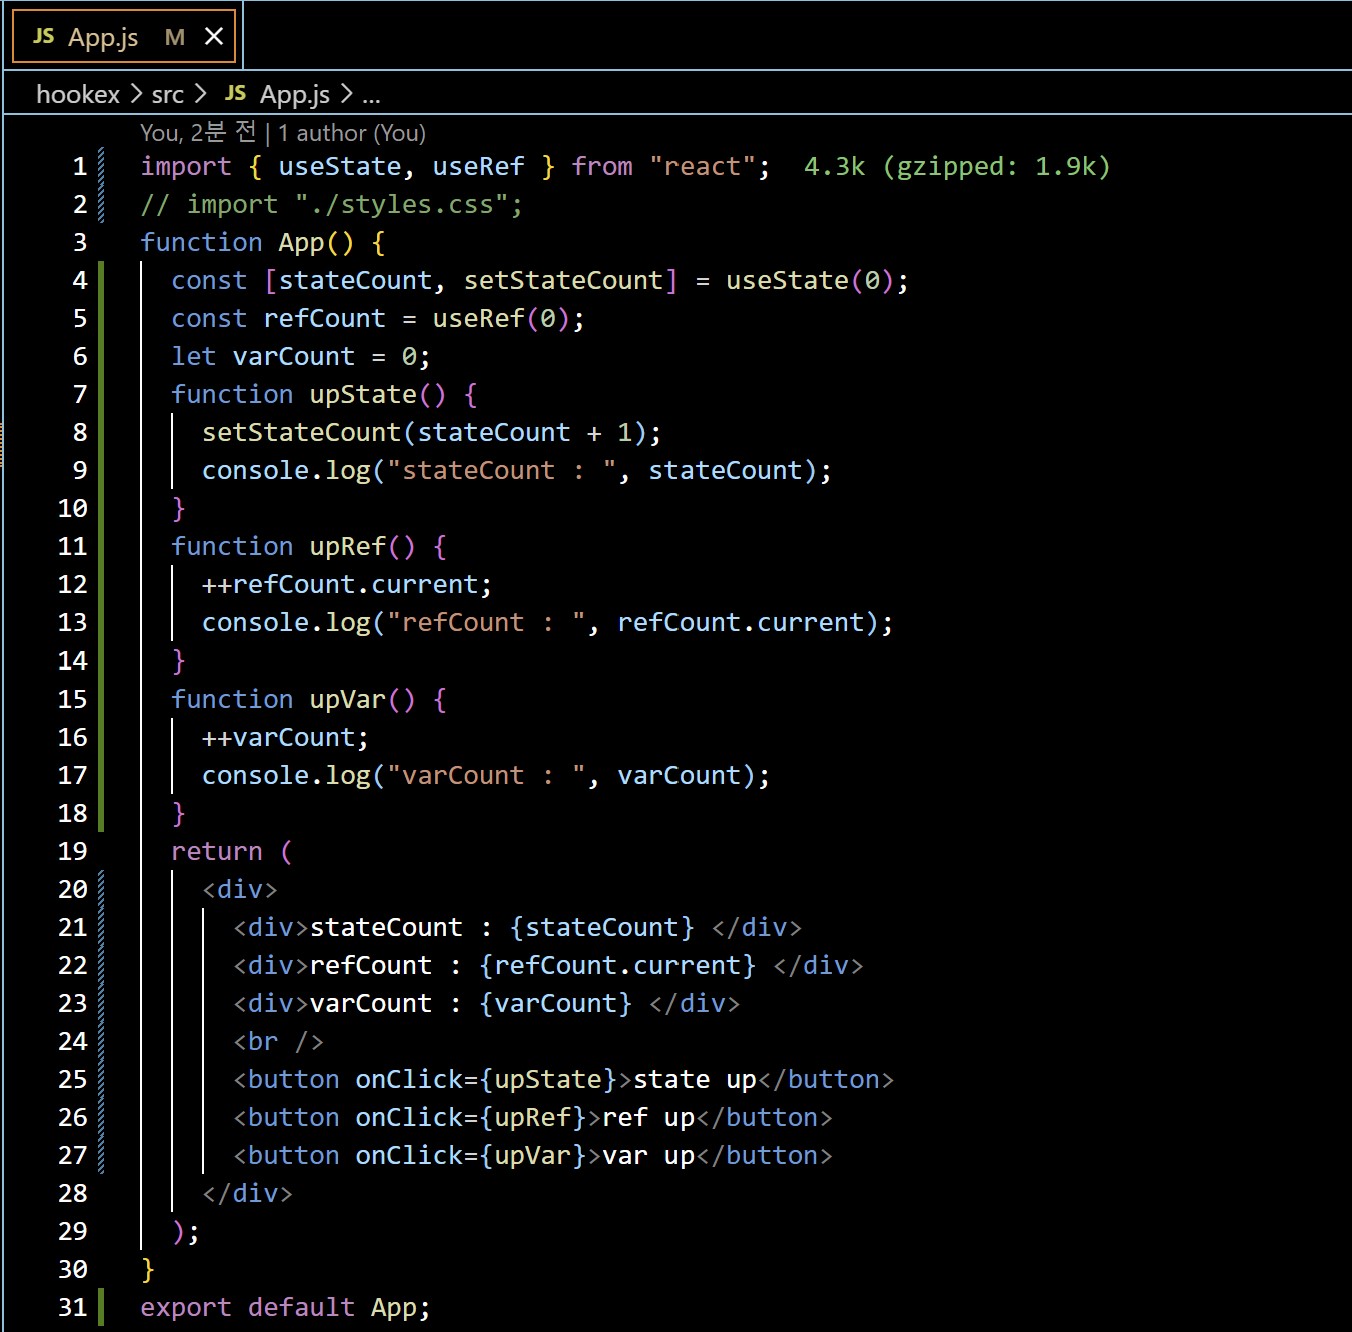 JS App.js M ×
hookex > src > JS App.js > ...
You, 2분 전 | 1 author (You)
1 import { useState, useRef } from "react"; 4.3k (gzipped: 1.9k)
2 // import "./styles.css";
3 function App() {
4   const [stateCount, setStateCount] = useState(0);
5   const refCount = useRef(0);
6   let varCount = 0;
7   function upState() {
8     setStateCount(stateCount + 1);
9     console.log("stateCount : ", stateCount);
10   }
11   function upRef() {
12     ++refCount.current;
13     console.log("refCount : ", refCount.current);
14   }
15   function upVar() {
16     ++varCount;
17     console.log("varCount : ", varCount);
18   }
19   return (
20     <div>
21       <div>stateCount : {stateCount} </div>
22       <div>refCount : {refCount.current} </div>
23       <div>varCount : {varCount} </div>
24       <br />
25       <button onClick={upState}>state up</button>
26       <button onClick={upRef}>ref up</button>
27       <button onClick={upVar}>var up</button>
28     </div>
29   );
30 }
31 export default App;